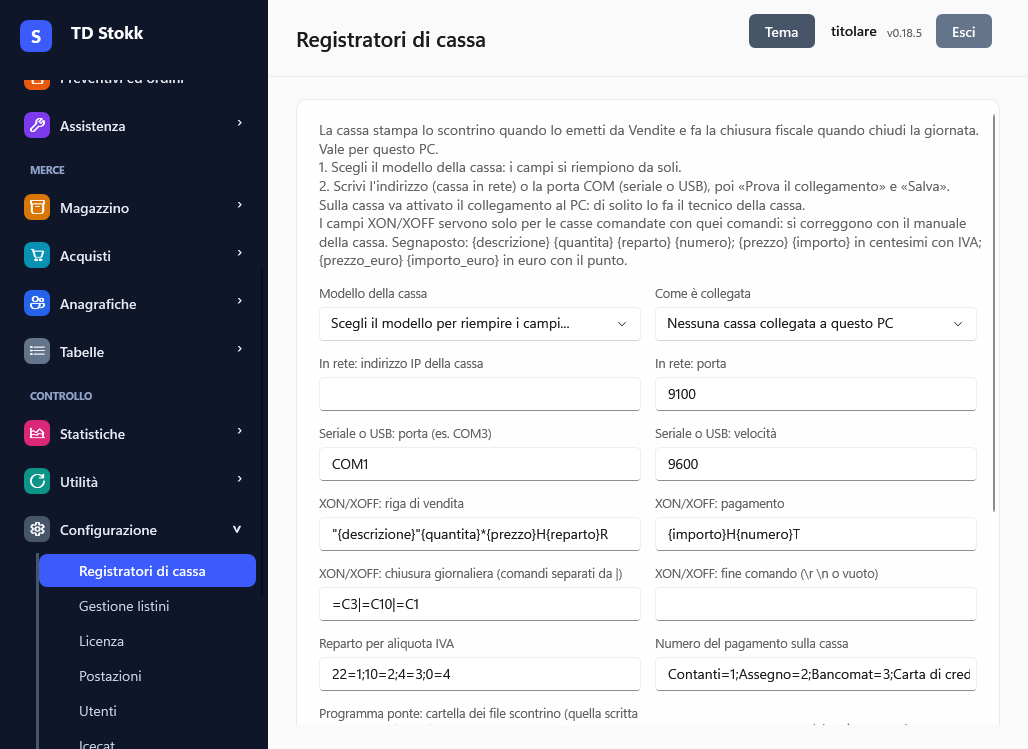 S
TD Stokk
Preventivi ed ordini
Assistenza
MERCE
Magazzino
Acquisti
Anagrafiche
Tabelle
CONTROLLO
Statistiche
Utilità
Configurazione
Registratori di cassa
Gestione listini
Licenza
Postazioni
Utenti
Icecat
Registratori di cassa
Tema
titolare
v0.18.5
Esci
La cassa stampa lo scontrino quando lo emetti da Vendite e fa la chiusura fiscale quando chiudi la giornata.
Vale per questo PC.
1. Scegli il modello della cassa: i campi si riempiono da soli.
2. Scrivi l'indirizzo (cassa in rete) o la porta COM (seriale o USB), poi «Prova il collegamento» e «Salva».
Sulla cassa va attivato il collegamento al PC: di solito lo fa il tecnico della cassa.
I campi XON/XOFF servono solo per le casse comandate con quei comandi: si correggono con il manuale
della cassa. Segnaposto: {descrizione} {quantita} {reparto} {numero}; {prezzo} {importo} in centesimi con IVA;
{prezzo_euro} {importo_euro} in euro con il punto.
Modello della cassa
Scegli il modello per riempire i campi...
Come è collegata
Nessuna cassa collegata a questo PC
In rete: indirizzo IP della cassa
In rete: porta
9100
Seriale o USB: porta (es. COM3)
COM1
Seriale o USB: velocità
9600
XON/XOFF: riga di vendita
"{descrizione}"{quantita}*{prezzo}H{reparto}R
XON/XOFF: pagamento
{importo}H{numero}T
XON/XOFF: chiusura giornaliera (comandi separati da |)
=C3|=C10|=C1
XON/XOFF: fine comando (\r \n o vuoto)
Reparto per aliquota IVA
22=1;10=2;4=3;0=4
Numero del pagamento sulla cassa
Contanti=1;Assegno=2;Bancomat=3;Carta di cred
Programma ponte: cartella dei file scontrino (quella scritta